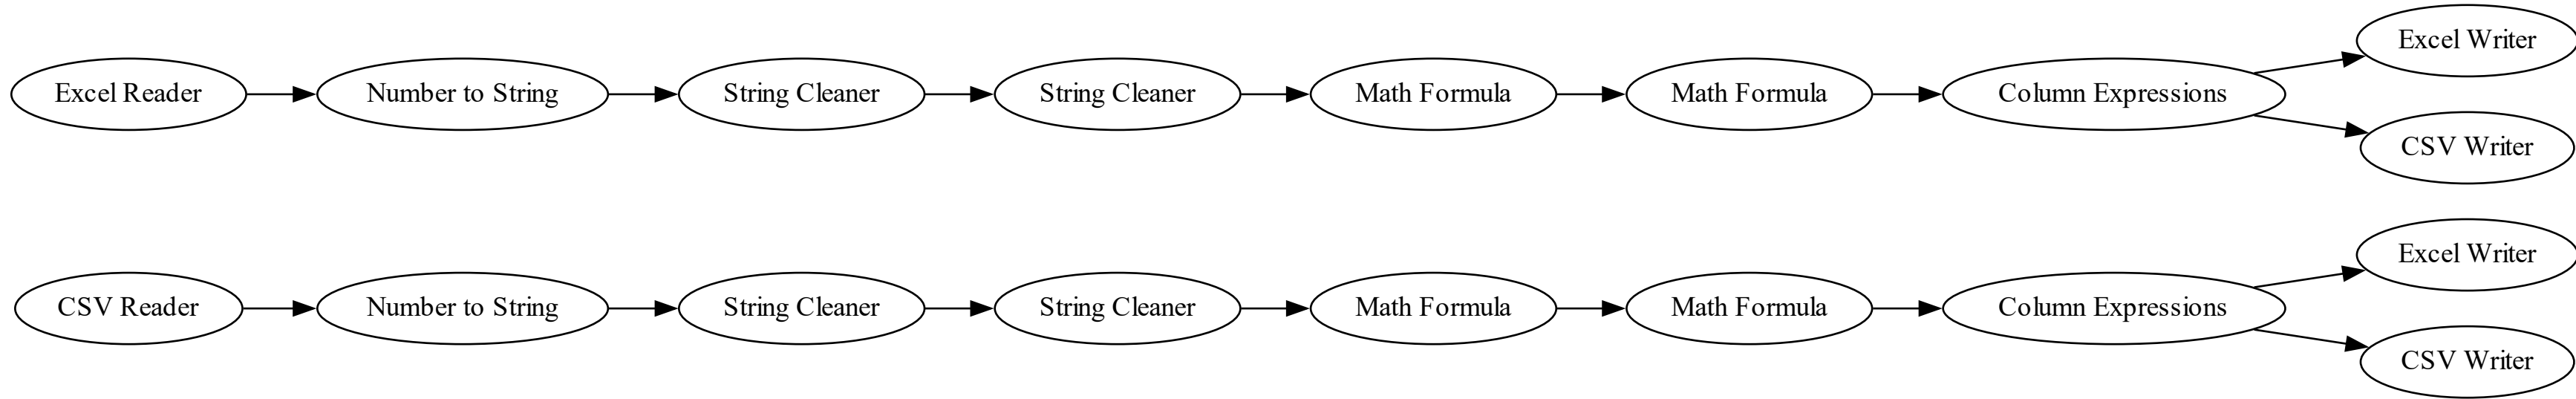 Excel Reader
Number to String
String Cleaner
String Cleaner
Math Formula
Math Formula
Column Expressions
Excel Writer
CSV Writer
CSV Reader
Number to String
String Cleaner
String Cleaner
Math Formula
Math Formula
Column Expressions
Excel Writer
CSV Writer